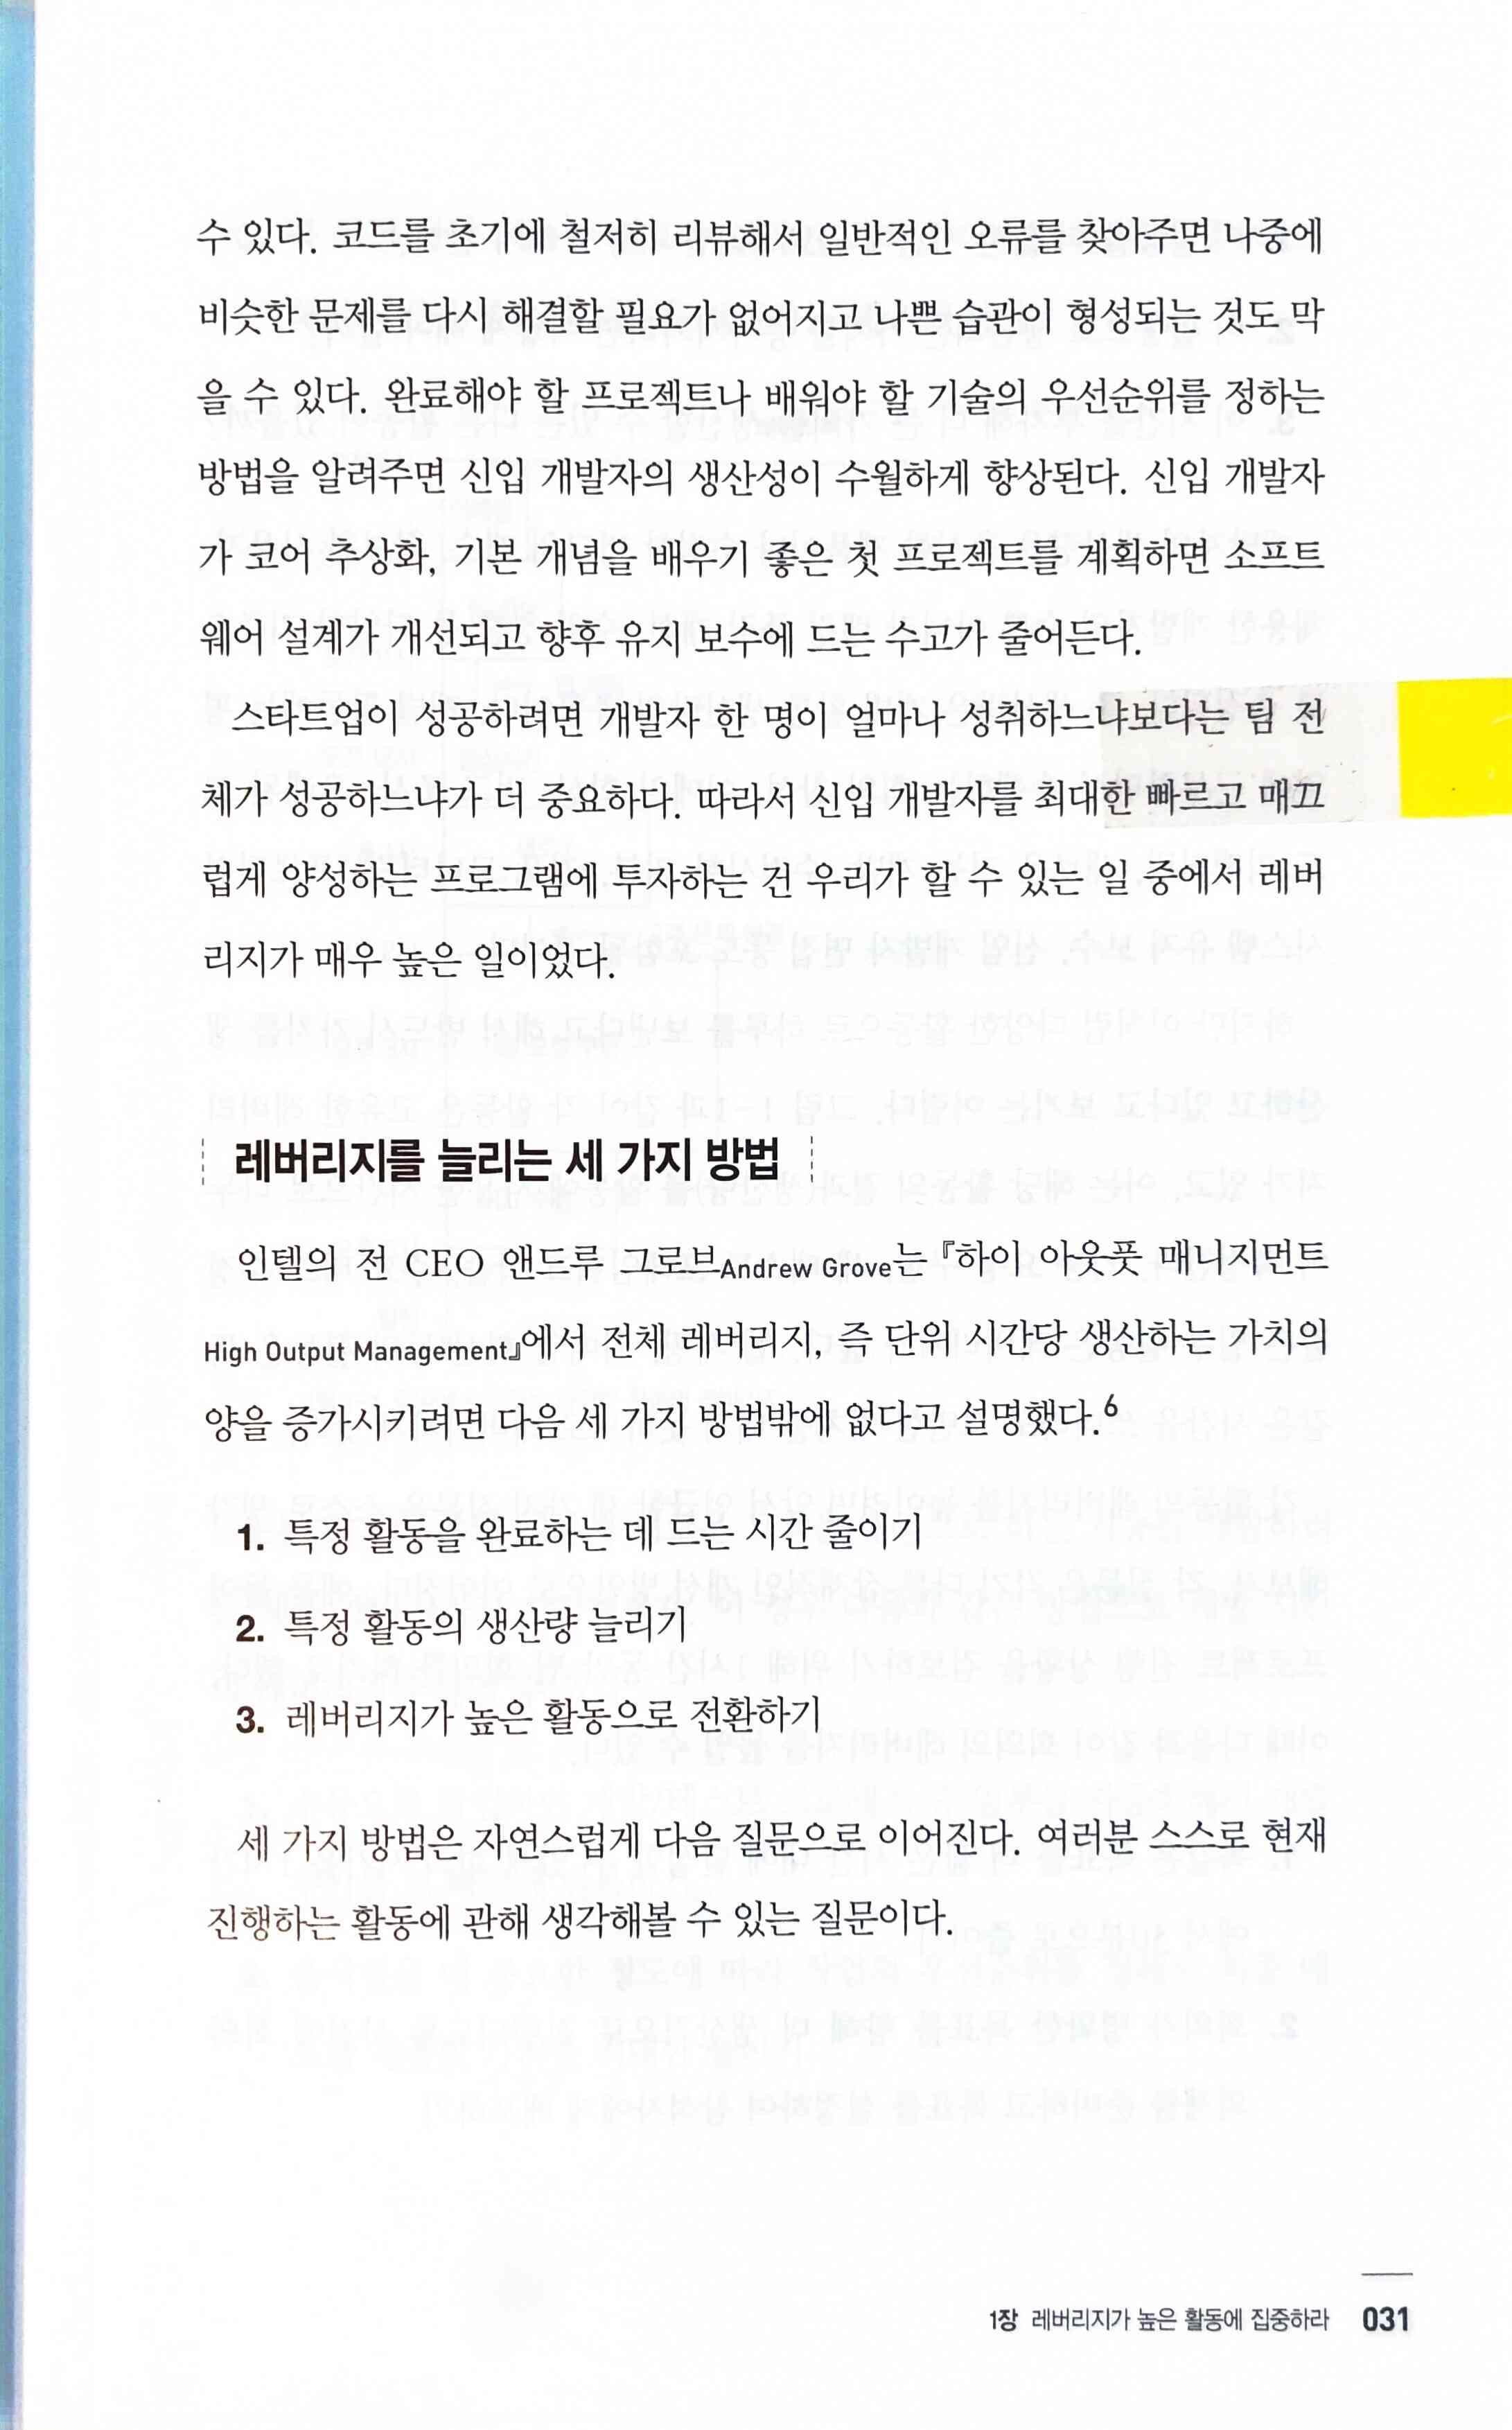 수 있다. 코드를 초기에 철저히 리뷰해서 일반적인 오류를 찾아주면 나중에
비슷한 문제를 다시 해결할 필요가 없어지고 나쁜 습관이 형성되는 것도 막
을 수 있다. 완료해야 할 프로젝트나 배워야 할 기술의 우선순위를 정하는
방법을 알려주면 신입 개발자의 생산성이 수월하게 향상된다. 신입 개발자
가 코어 추상화, 기본 개념을 배우기 좋은 첫 프로젝트를 계획하면 소프트
웨어 설계가 개선되고 향후 유지 보수에 드는 수고가 줄어든다.
스타트업이 성공하려면 개발자 한 명이 얼마나 성취하느냐보다는 팀 전
체가 성공하느냐가 더 중요하다. 따라서 신입 개발자를 최대한 빠르고 매끄
럽게 양성하는 프로그램에 투자하는 건 우리가 할 수 있는 일 중에서 레버
리지가 매우 높은 일이었다.
레버리지를 늘리는 세 가지 방법
인텔의 전 CEO 앤드루 그로브Andrew Grove는 『하이 아웃풋 매니지먼트
High Output Management』에서 전체 레버리지, 즉 단위 시간당 생산하는 가치의
양을 증가시키려면 다음 세 가지 방법밖에 없다고 설명했다.6
1. 특정 활동을 완료하는 데 드는 시간 줄이기
2. 특정 활동의 생산량 늘리기
3. 레버리지가 높은 활동으로 전환하기
세 가지 방법은 자연스럽게 다음 질문으로 이어진다. 여러분 스스로 현재
진행하는 활동에 관해 생각해볼 수 있는 질문이다.
1장 레버리지가 높은 활동에 집중하라 031